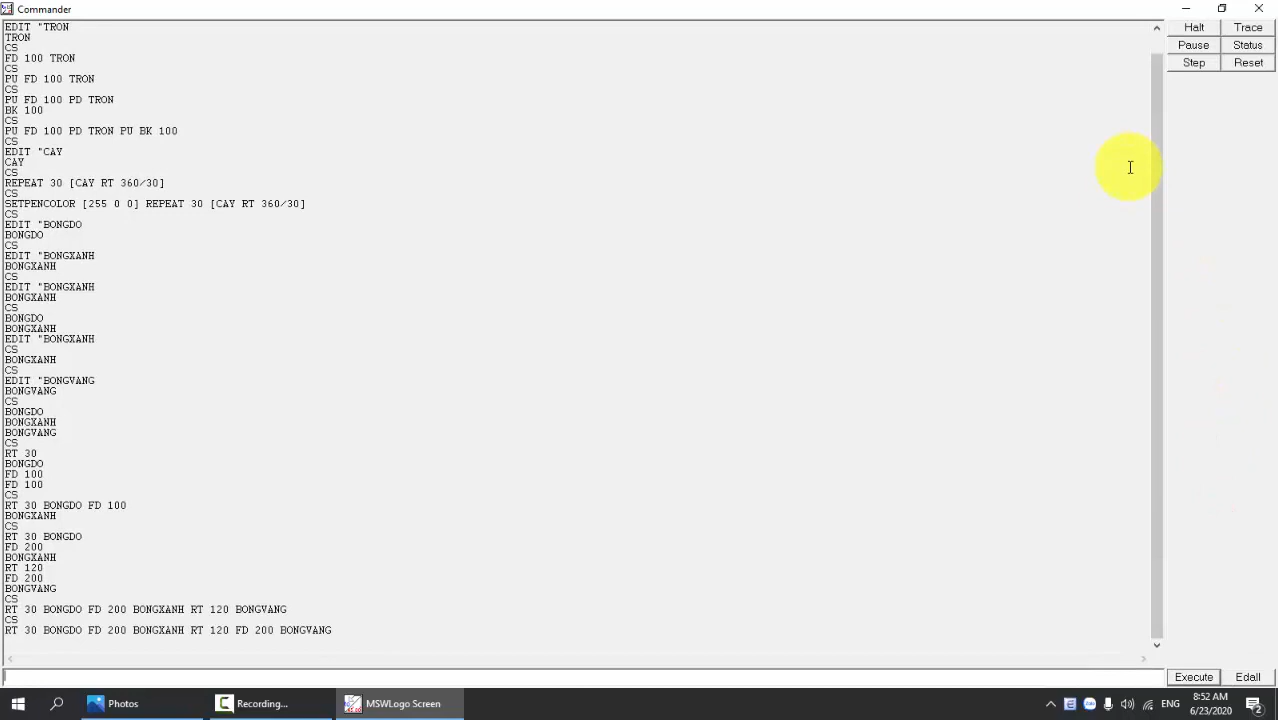 Commander
EDIT "TRON
TRON
CS
FD 100 TRON
CS
PU FD 100 TRON
CS
PU FD 100 PD TRON
BK 100
CS
PU FD 100 PD TRON PU BK 100
CS
EDIT "CAY
CAY
CS
REPEAT 30 [CAY RT 360/30]
CS
SETPENCOLOR [255 0 0] REPEAT 30 [CAY RT 360/30]
CS
EDIT "BONGDO
BONGDO
CS
EDIT "BONGXANH
BONGXANH
CS
EDIT "BONGXANH
BONGXANH
CS
BONGDO
BONGXANH
EDIT "BONGXANH
CS
BONGXANH
CS
EDIT "BONGVANG
BONGVANG
CS
BONGDO
BONGXANH
BONGVANG
CS
RT 30
BONGDO
FD 100
FD 100
CS
RT 30 BONGDO FD 100
BONGXANH
CS
RT 30 BONGDO
FD 200
BONGXANH
RT 120
FD 200
BONGVANG
CS
RT 30 BONGDO FD 200 BONGXANH RT 120 BONGVANG
CS
RT 30 BONGDO FD 200 BONGXANH RT 120 FD 200 BONGVANG
Halt Trace
Pause Status
Step Reset
Execute Edall
Photos Recording... MSWLogo Screen ENG 8:52 AM
6/23/2020 2